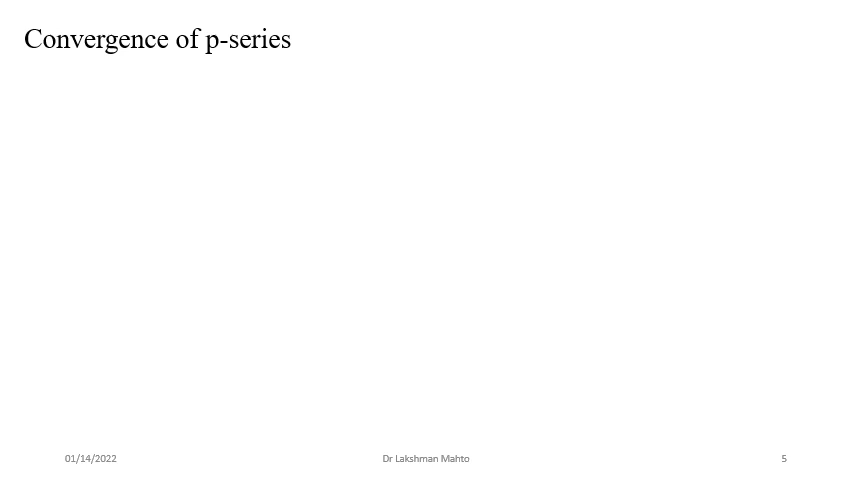 Convergence of p-series
01/14/2022
Dr Lakshman Mahto
5